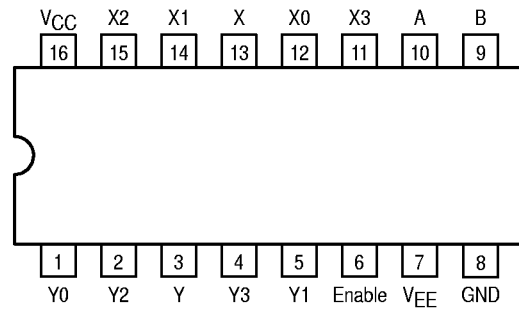 VCC X2 X1 X X0 X3 A B
16 15 14 13 12 11 10 9
1 2 3 4 5 6 7 8
Y0 Y2 Y Y3 Y1 Enable VEE GND